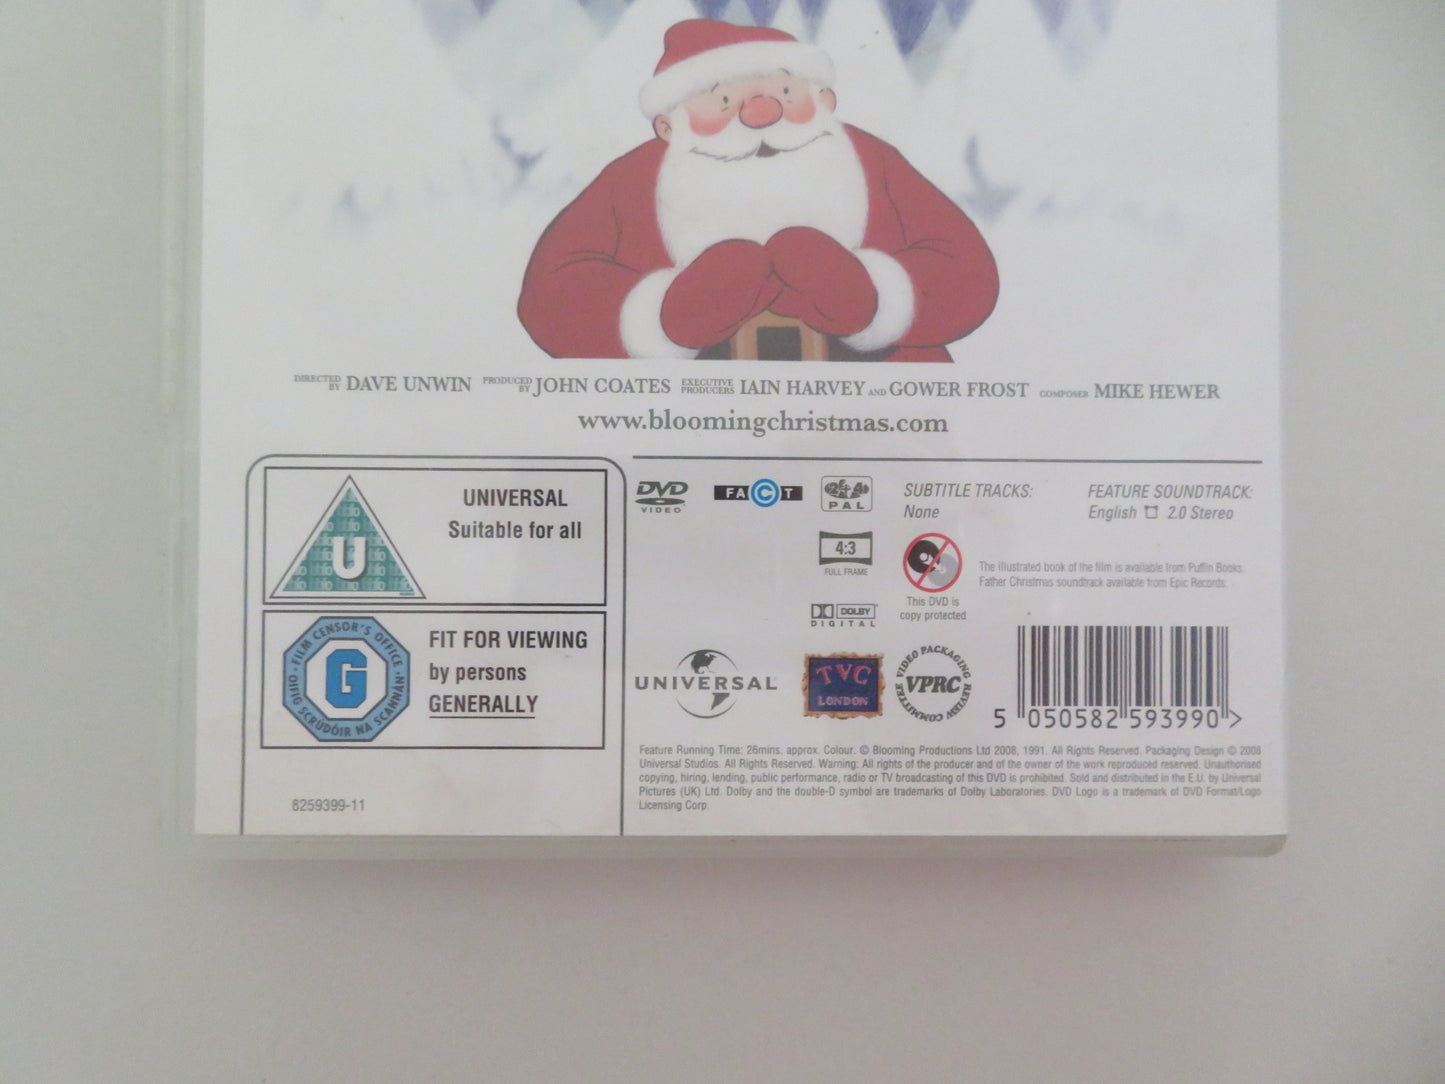 DIRECTED BY DAVE UNWIN PRODUCED BY JOHN COATES EXECUTIVE PRODUCERS IAIN HARVEY AND GOWER FROST COMPOSER MIKE HEWER
www.bloomingchristmas.com
U
UNIVERSAL
Suitable for all
FILM CENSOR'S OFFICE
G
OIFIG SCRÚDÓIR NA SCANNÁN
FIT FOR VIEWING
by persons
GENERALLY
8259399-11
DVD
VIDEO
FACT
2 4
PAL
SUBTITLE TRACKS:
None
FEATURE SOUNDTRACK:
English 2.0 Stereo
4:3
FULL FRAME
This DVD is
copy protected
The illustrated book of the film is available from Puffin Books.
Father Christmas soundtrack available from Epic Records.
DOLBY
DIGITAL
UNIVERSAL
TVC
LONDON
VIDEO PACKAGING REVIEW COMMITTEE
VPRC
5 050582 593990 >
Feature Running Time: 26mins. approx. Colour. © Blooming Productions Ltd 2008, 1991. All Rights Reserved. Packaging Design © 2008
Universal Studios. All Rights Reserved. Warning: All rights of the producer and of the owner of the work reproduced reserved. Unauthorised
copying, hiring, lending, public performance, radio or TV broadcasting of this DVD is prohibited. Sold and distributed in the E.U. by Universal
Pictures (UK) Ltd. Dolby and the double-D symbol are trademarks of Dolby Laboratories. DVD Logo is a trademark of DVD Format/Logo
Licensing Corp.